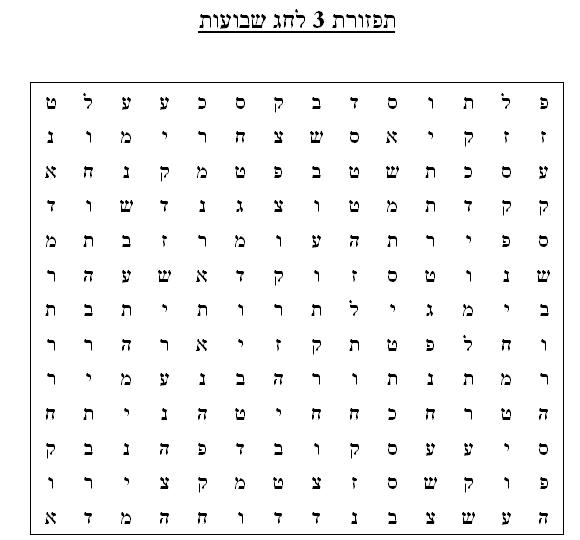 תפזורת 3 לחג שבועות
פ ל ת ו ס ד ב ק ס כ ע ע ל ט
ז ז ק י א ס ש צ ח ר י מ ו נ
ע ס כ ת ש ט ב פ ט מ ק נ ח א
ק ק ד ת מ ט ו צ ג נ ד ש ו ד
ס פ י ר ת ה ע ו מ ר ז ב ת מ
ש נ ו ט ס ז ו ק ד א ש ע ה ר
ב י מ ג י ל ת ר ו ת י ת ב ת
ו ח ל פ ט ת ק ז י א ר ה ר ר
ר מ ת נ ת ו ר ה ב נ ע מ י ר
ה ט ר ח כ ח ח י ט ה נ י ת ח
ס י ע ע ס ק ו ב ד פ ה נ ב ק
פ ו ק ש ס ז צ ט מ ק צ י ר ו
ה ע ש צ ב נ ד ד ו ח ה מ ד א